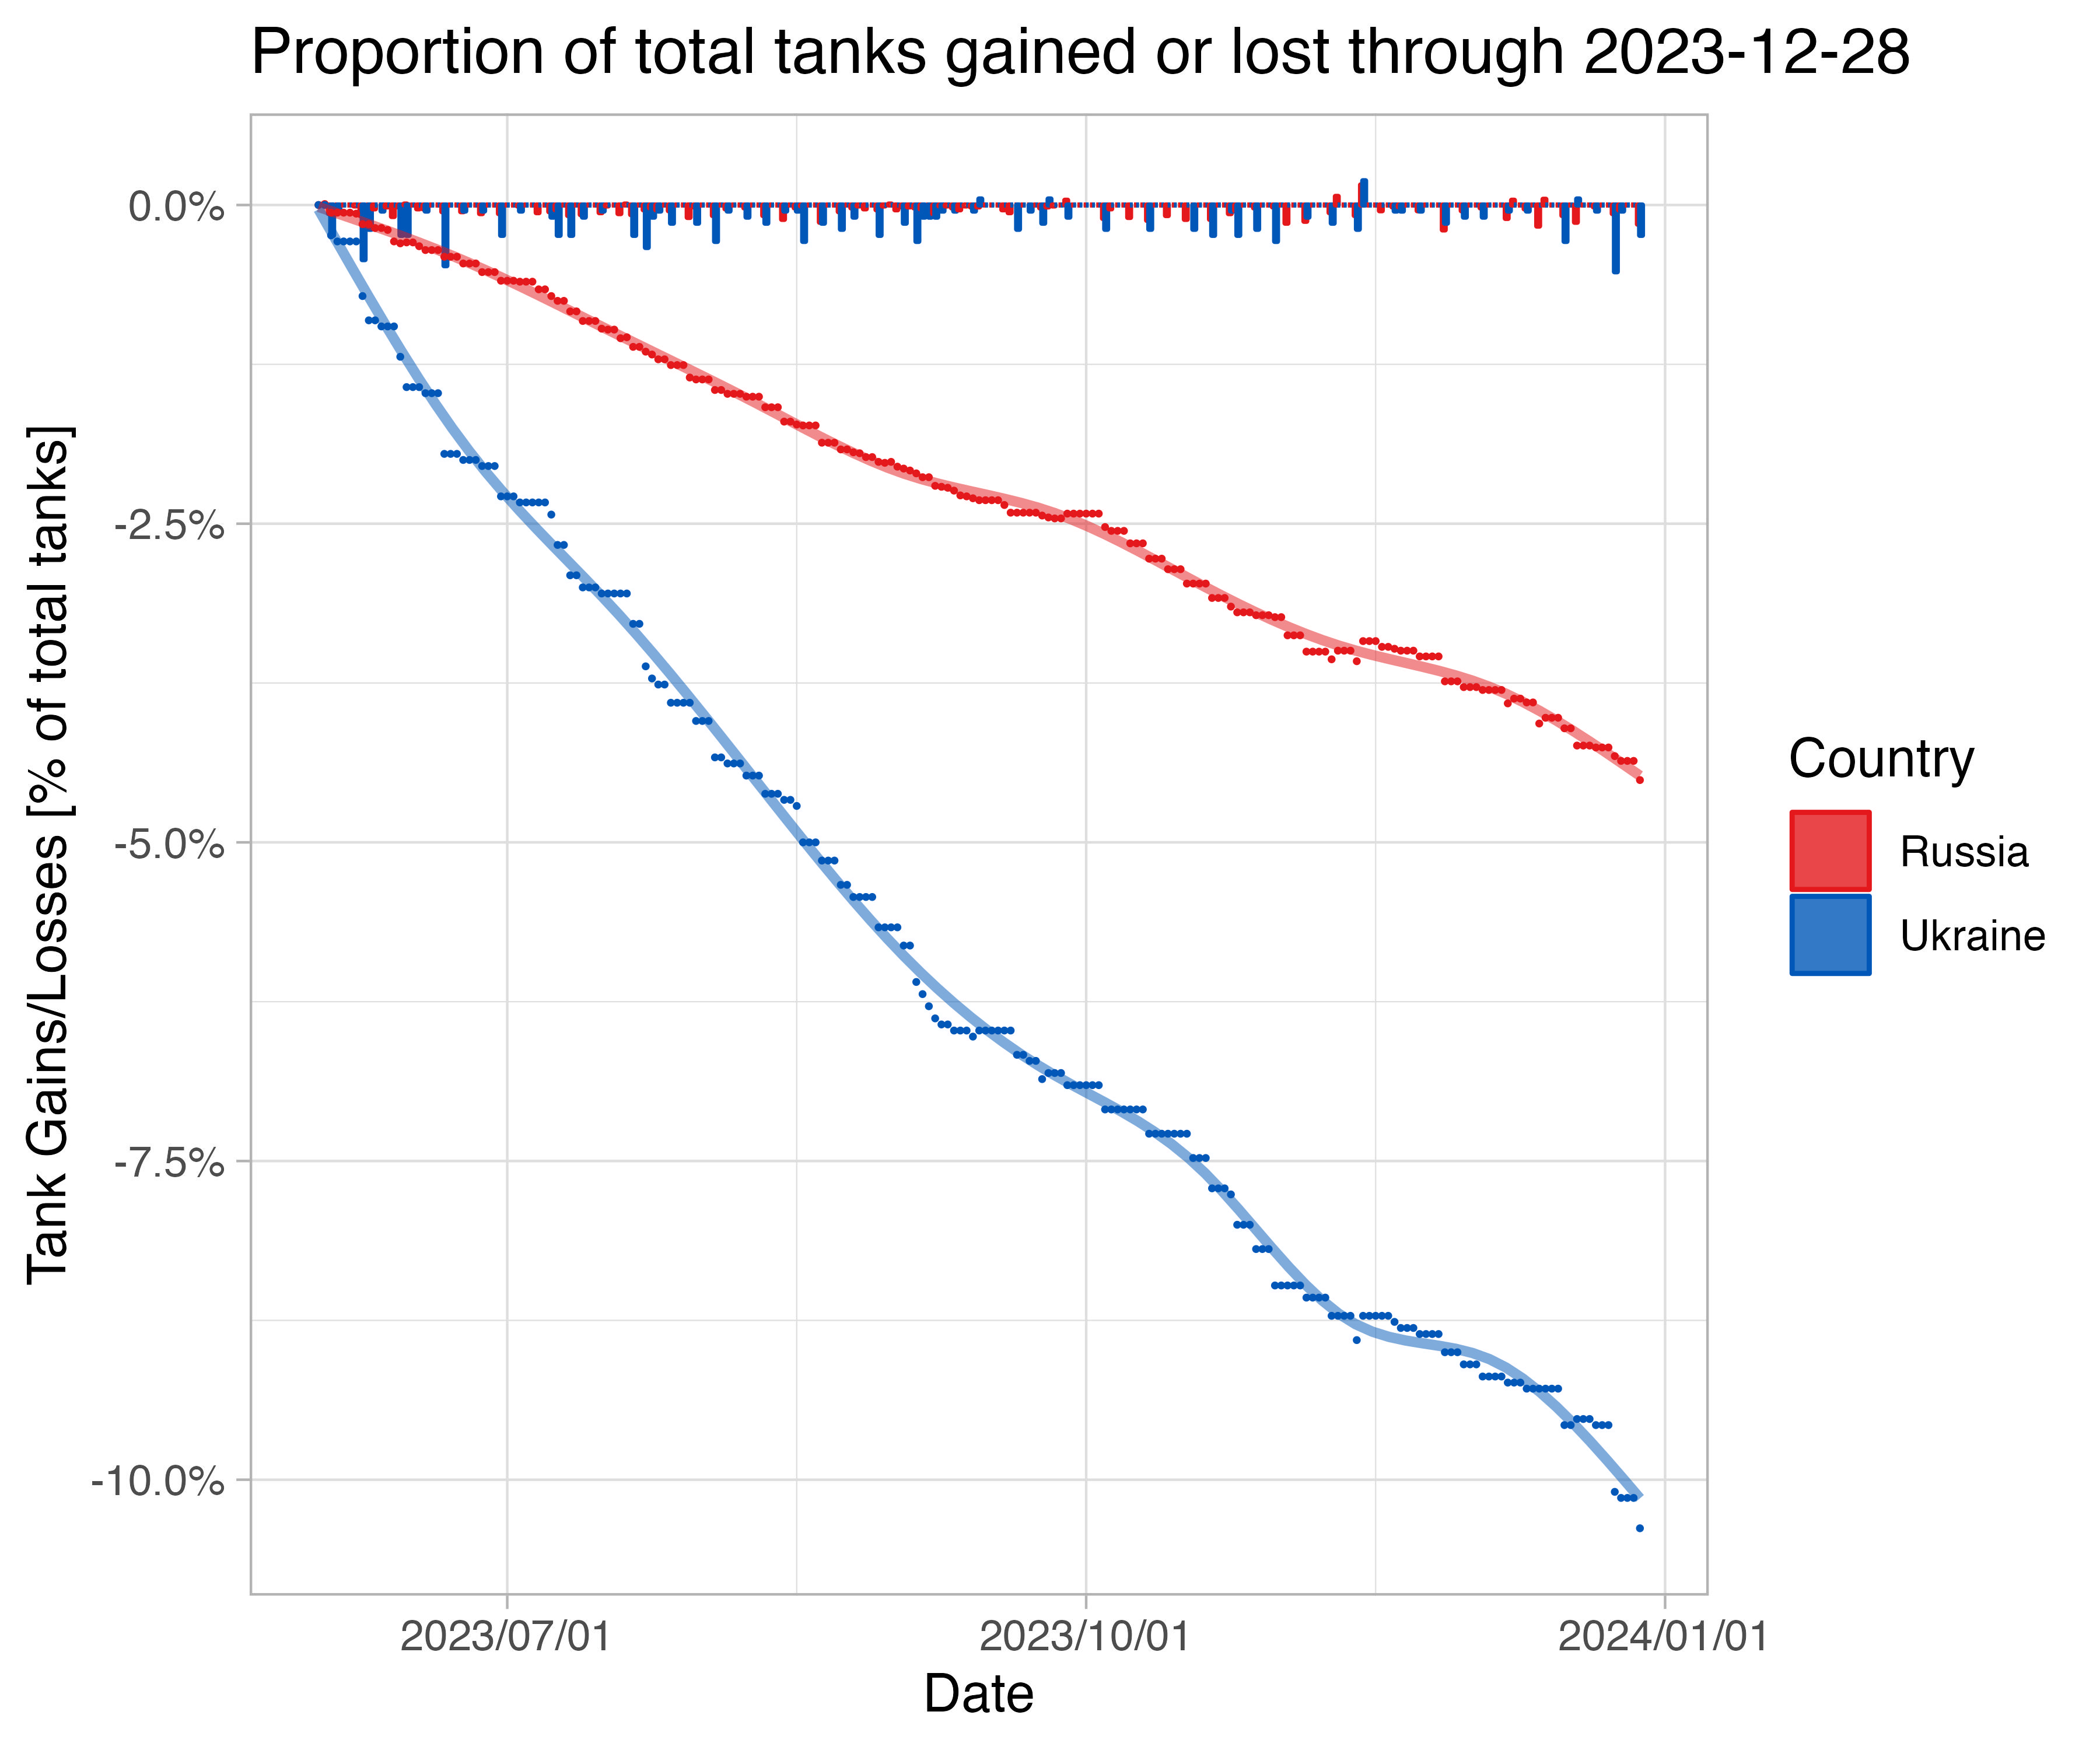 Proportion of total tanks gained or lost through 2023-12-28
Tank Gains/Losses [% of total tanks]
0.0%
-2.5%
-5.0%
-7.5%
-10.0%
2023/07/01
2023/10/01
2024/01/01
Date
Country
Russia
Ukraine